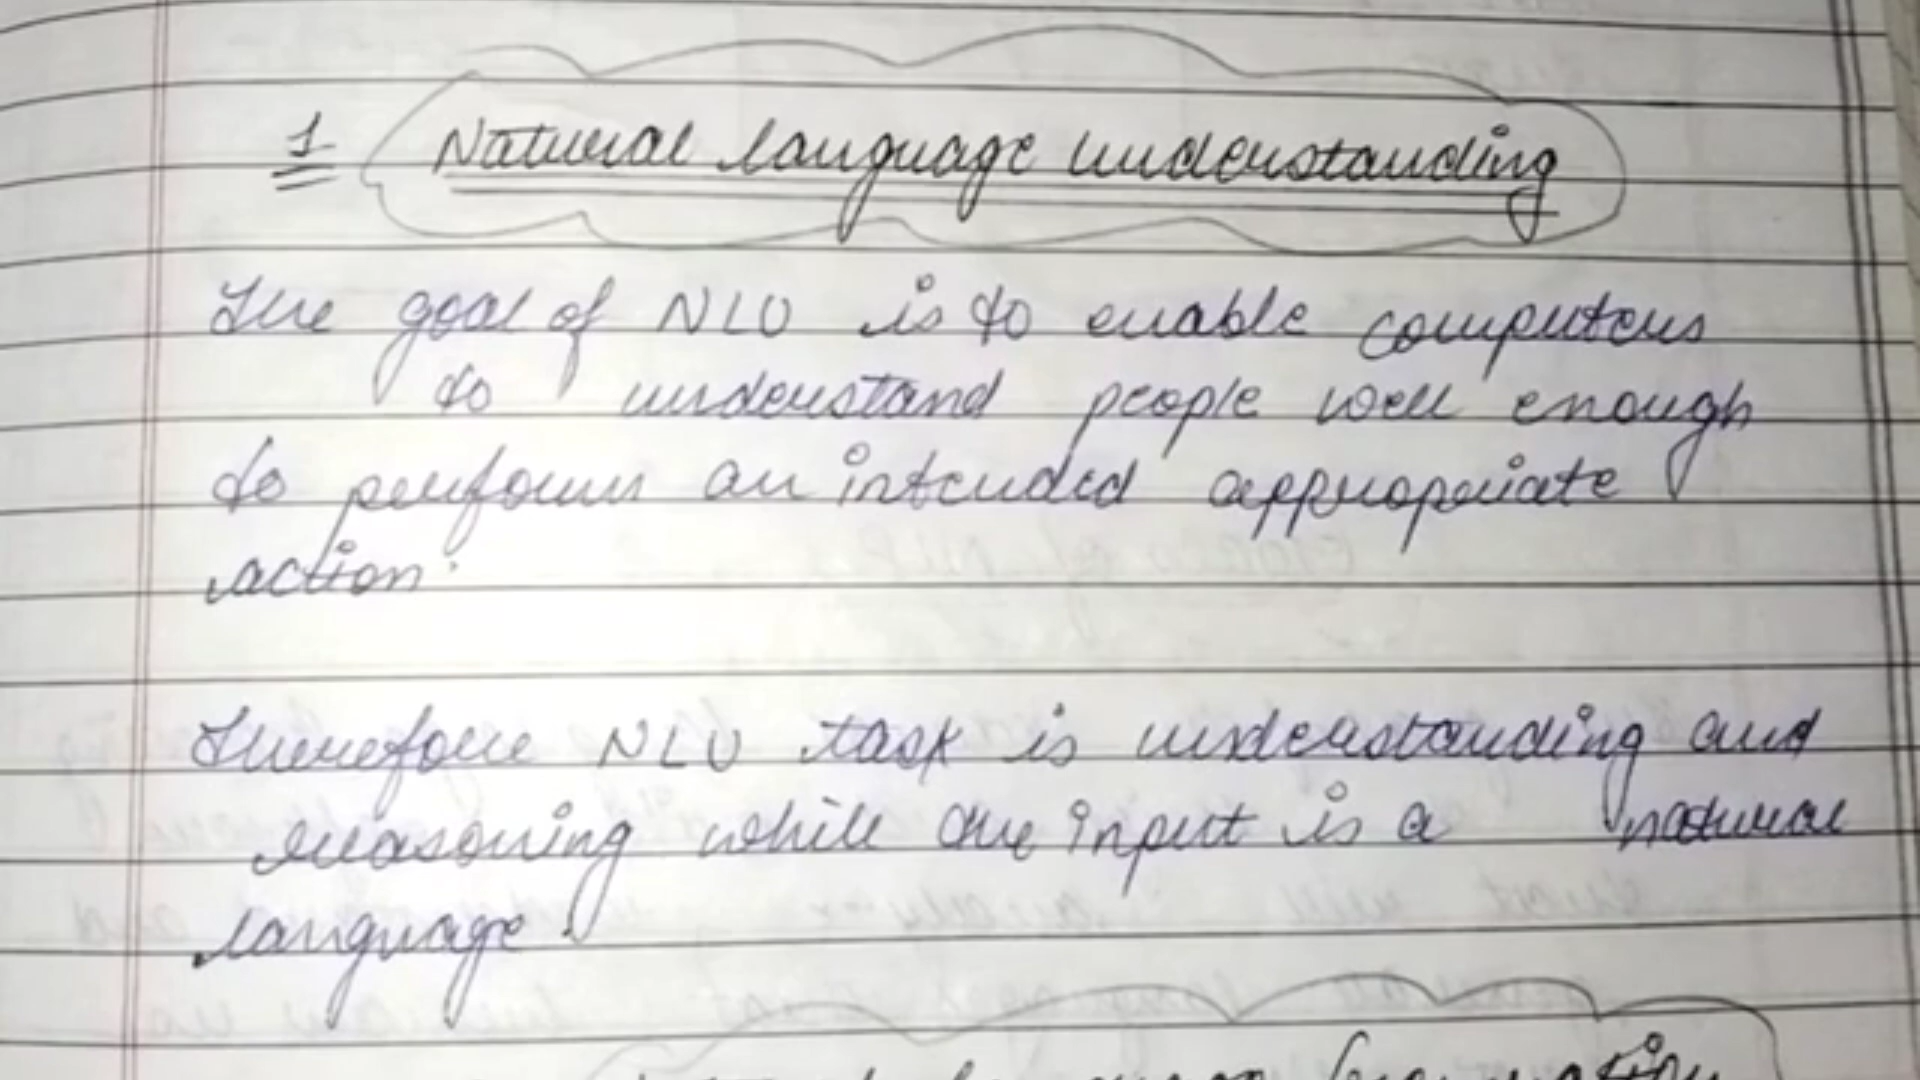 1 Natural language understanding
The goal of NLU is to enable computers
to understand people well enough
to perform an intended appropriate
action.
Therefore NLU task is understanding and
reasoning while the input is a natural
language.